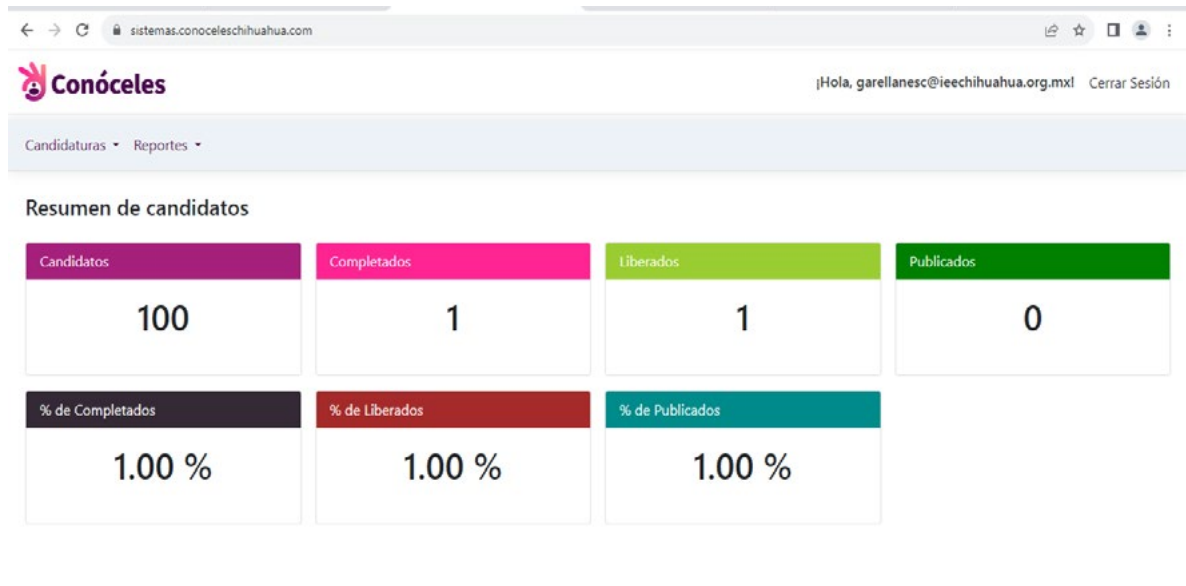 sistemas.conoceleschihuahua.com
Conóceles
¡Hola, garellanesc@ieechihuahua.org.mx! Cerrar Sesión
Candidaturas Reportes
Resumen de candidatos
Candidatos Completados Liberados Publicados
100 1 1 0
% de Completados % de Liberados % de Publicados
1.00 % 1.00 % 1.00 %